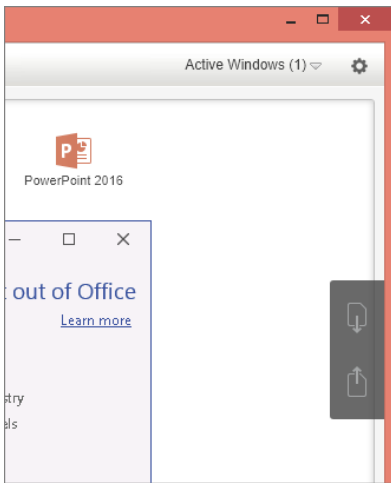 Active Windows (1)
PowerPoint 2016
out of Office
Learn more
stry
els